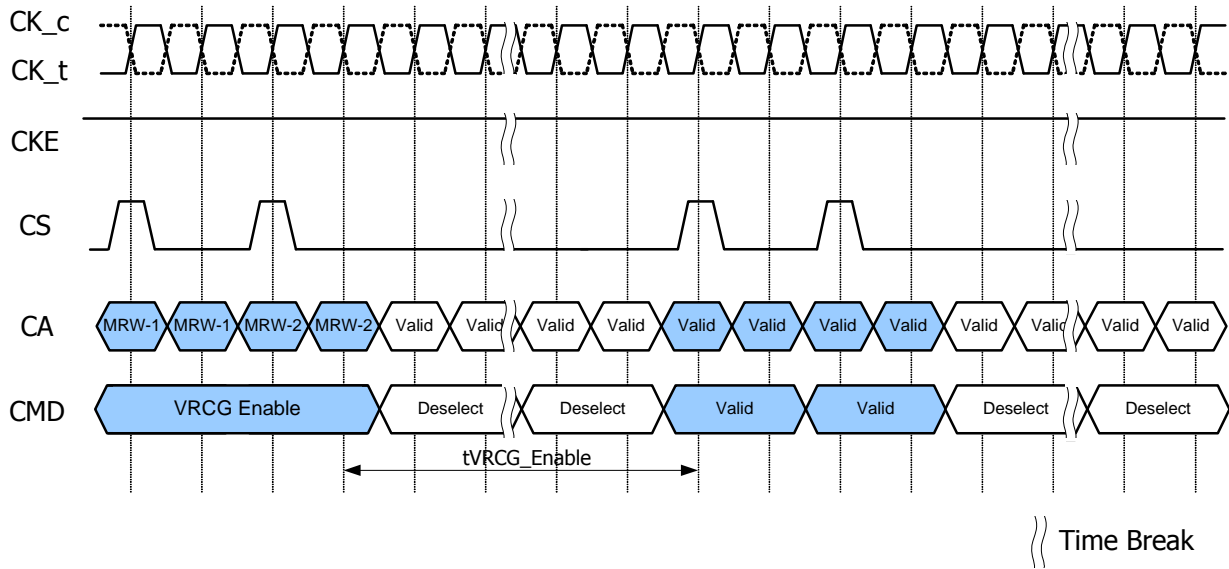 CK_c
CK_t
CKE
CS
CA MRW-1 MRW-1 MRW-2 MRW-2 Valid Valid Valid Valid Valid Valid Valid Valid Valid Valid Valid Valid
CMD VRCG Enable Deselect Deselect Valid Valid Deselect Deselect
tVRCG_Enable
Time Break